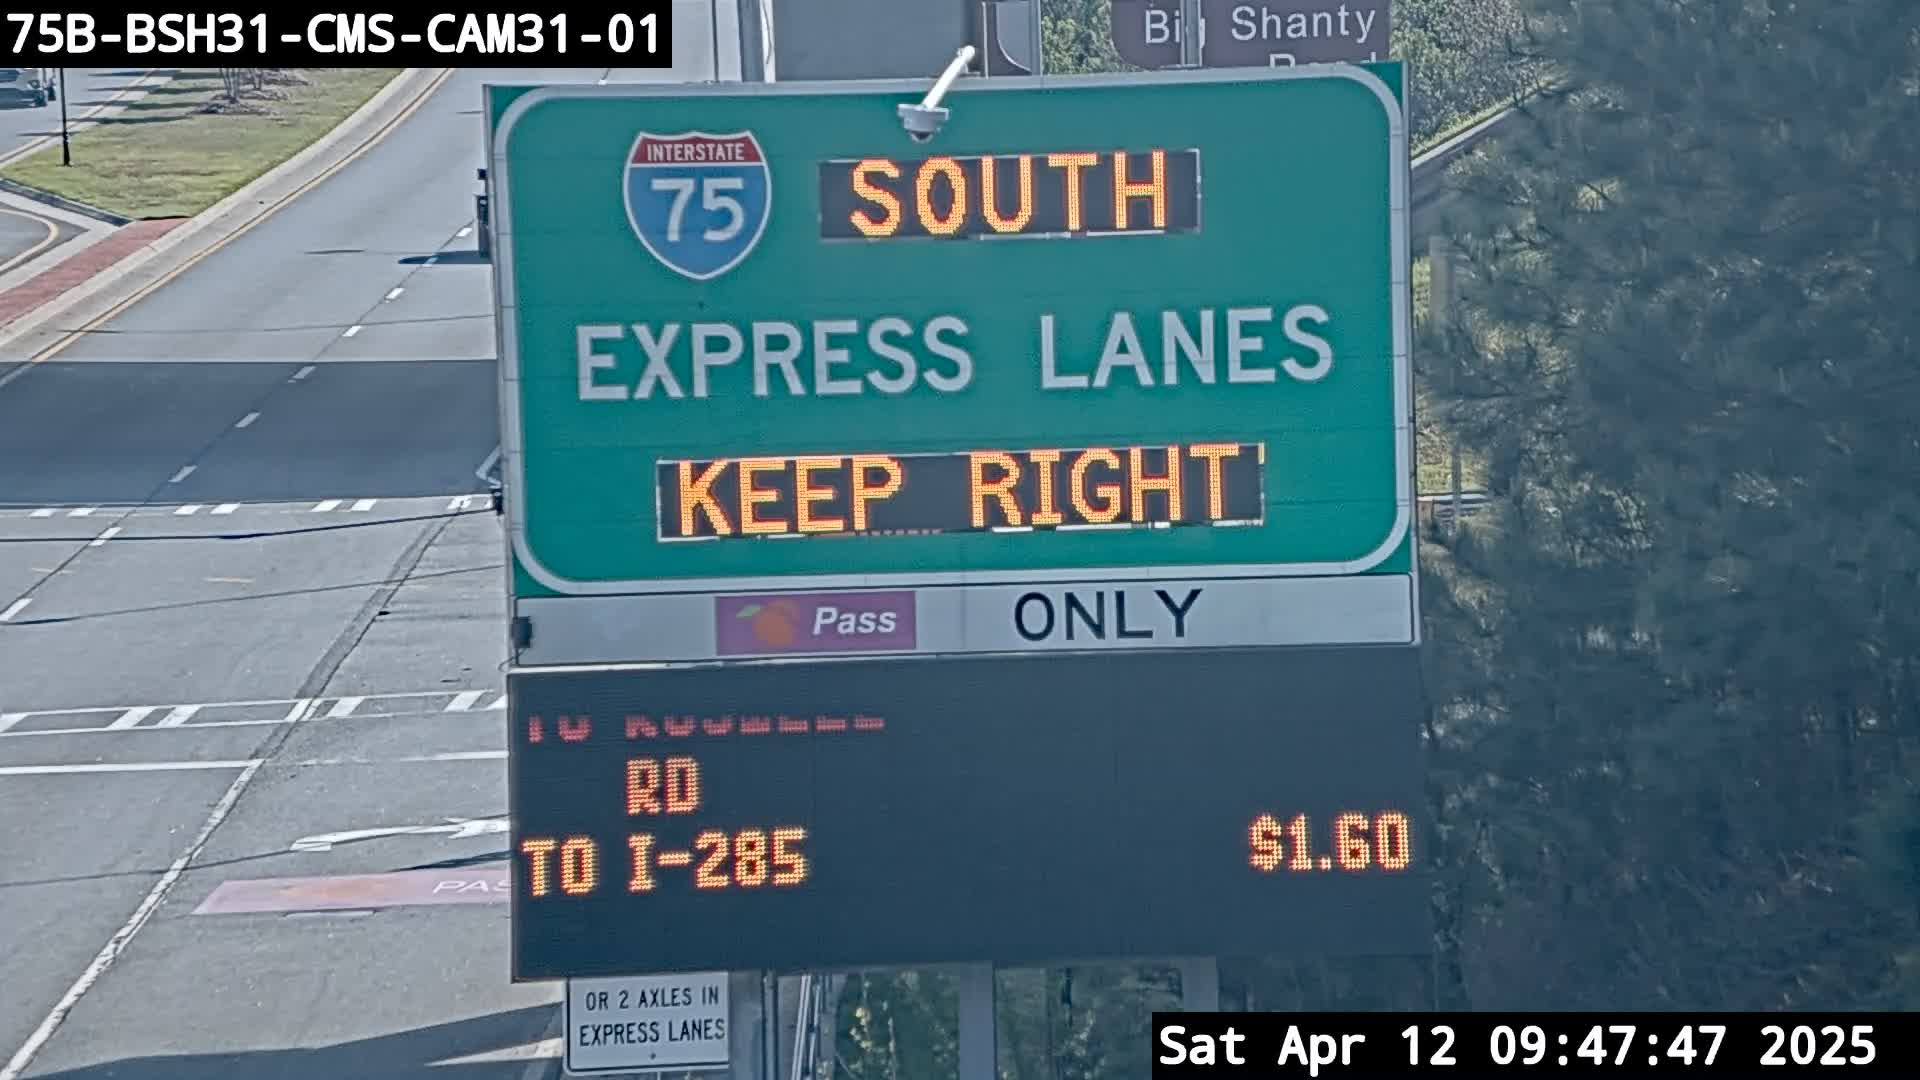 75B-BSH31-CMS-CAM31-01
Big Shanty
INTERSTATE
75
SOUTH
EXPRESS LANES
KEEP RIGHT
Pass
ONLY
RD
TO I-285 $1.60
OR 2 AXLES IN
EXPRESS LANES
Sat Apr 12 09:47:47 2025